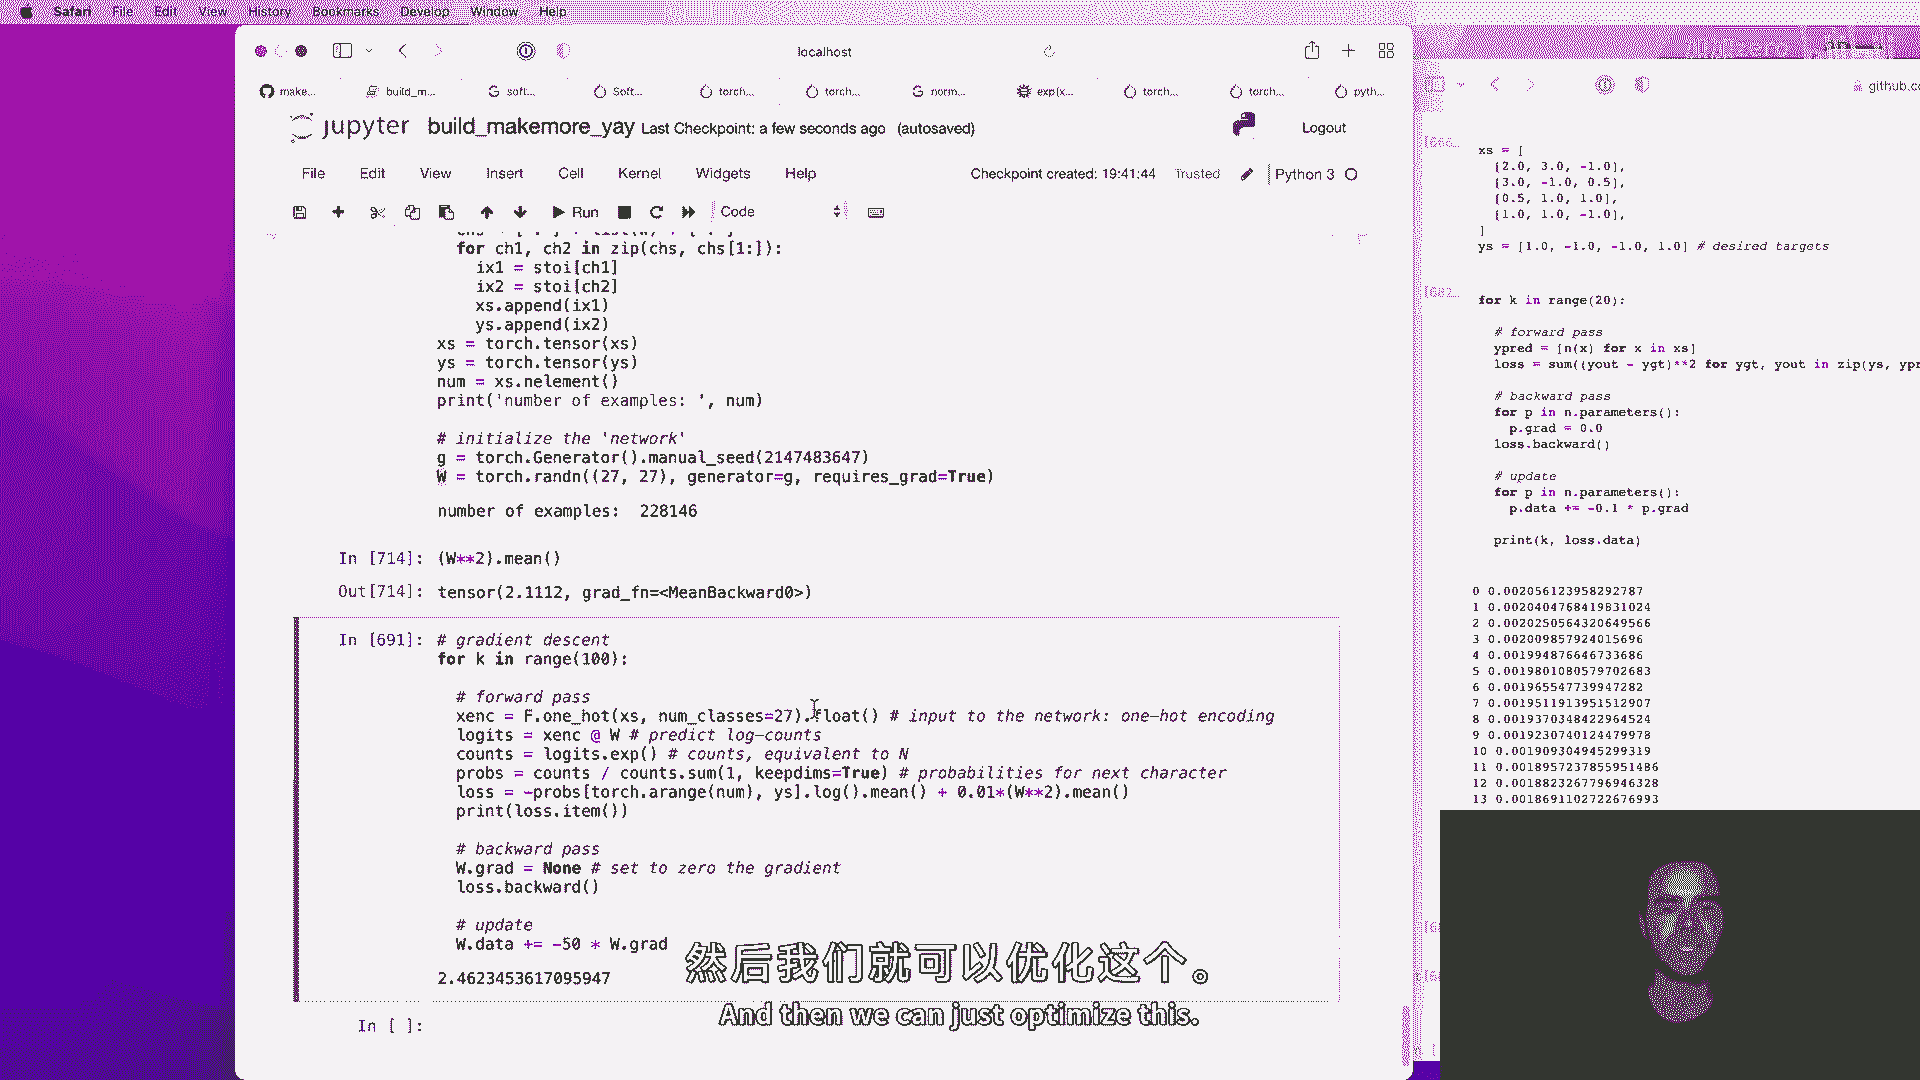 Safari File Edit View History Bookmarks Develop Window Help
localhost
make... build_m... soft... Soft... torch... torch... norm... exp(x... torch... torch... pyth...
jupyter build_makemore_yay Last Checkpoint: a few seconds ago (autosaved)
Logout
File Edit View Insert Cell Kernel Widgets Help
Checkpoint created: 19:41:44 Trusted Python 3
Run Code
for ch1, ch2 in zip(chs, chs[1:]):
ix1 = stoi[ch1]
ix2 = stoi[ch2]
xs.append(ix1)
ys.append(ix2)
xs = torch.tensor(xs)
ys = torch.tensor(ys)
num = xs.nelement()
print('number of examples: ', num)
# initialize the 'network'
g = torch.Generator().manual_seed(2147483647)
W = torch.randn((27, 27), generator=g, requires_grad=True)
number of examples:  228146
In [714]: (W**2).mean()
Out[714]: tensor(2.1112, grad_fn=<MeanBackward0>)
In [691]: # gradient descent
for k in range(100):
# forward pass
xenc = F.one_hot(xs, num_classes=27).float() # input to the network: one-hot encoding
logits = xenc @ W # predict log-counts
counts = logits.exp() # counts, equivalent to N
probs = counts / counts.sum(1, keepdims=True) # probabilities for next character
loss = -probs[torch.arange(num), ys].log().mean() + 0.01*(W**2).mean()
print(loss.item())
# backward pass
W.grad = None # set to zero the gradient
loss.backward()
# update
W.data += -50 * W.grad
2.4623453617095947
In [ ]:
然后我们就可以优化这个。
And then we can just optimize this.
github.co
xs = [
[2.0, 3.0, -1.0],
[3.0, -1.0, 0.5],
[0.5, 1.0, 1.0],
[1.0, 1.0, -1.0],
]
ys = [1.0, -1.0, -1.0, 1.0] # desired targets
for k in range(20):
# forward pass
ypred = [n(x) for x in xs]
loss = sum((yout - ygt)**2 for ygt, yout in zip(ys, ypr
# backward pass
for p in n.parameters():
p.grad = 0.0
loss.backward()
# update
for p in n.parameters():
p.data += -0.1 * p.grad
print(k, loss.data)
0 0.002056123958292787
1 0.002040476841 9831024
2 0.0020250564320649566
3 0.002009857924015696
4 0.001994876646733686
5 0.0019801080579702683
6 0.001965547739947282
7 0.0019511913951512907
8 0.0019370348422964524
9 0.0019230740124479978
10 0.001909304945299319
11 0.0018957237855951486
12 0.0018823267796946328
13 0.0018691102722676993